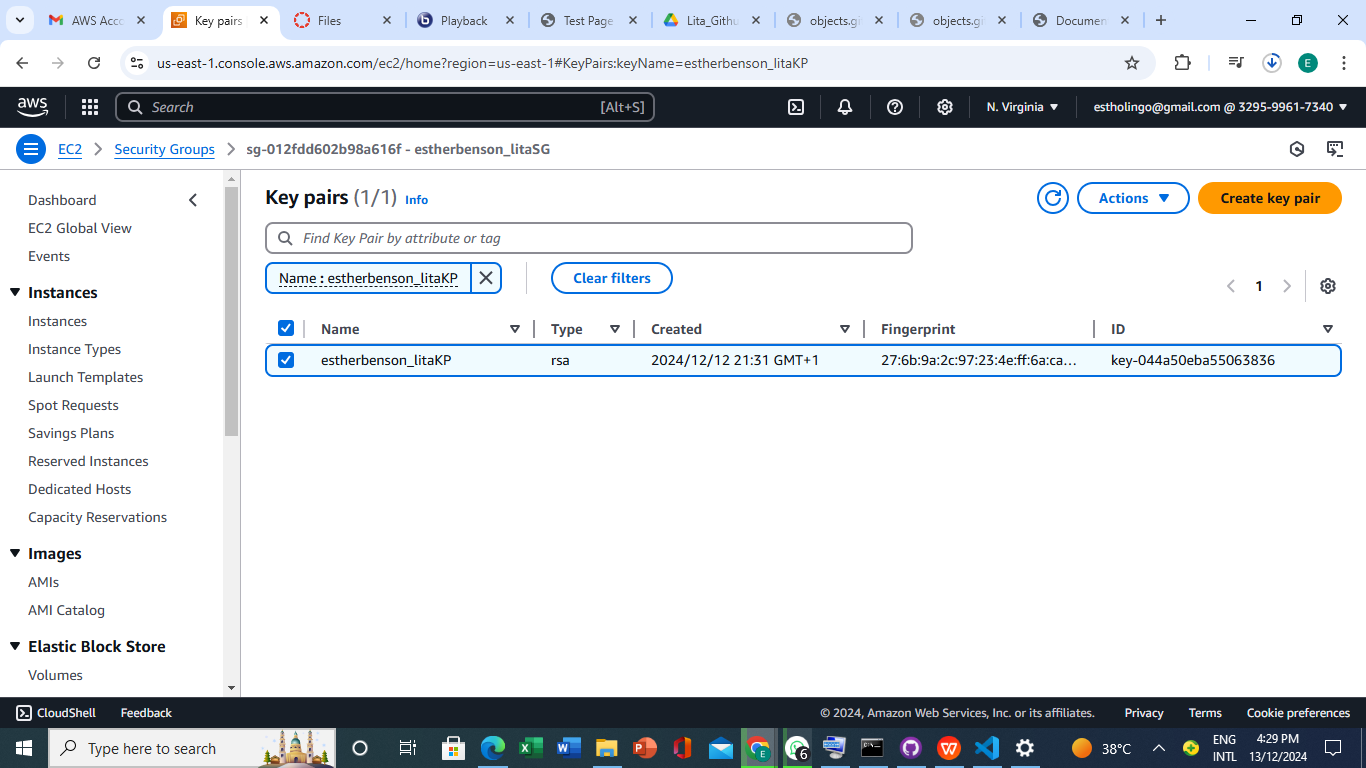 AWS Acco
Key pairs
Files
Playback
Test Page
Lita_Githu
objects.gi
objects.gi
Documen
us-east-1.console.aws.amazon.com/ec2/home?region=us-east-1#KeyPairs:keyName=estherbenson_litaKP
E
aws
Search
[Alt+S]
N. Virginia
estholingo@gmail.com @ 3295-9961-7340
EC2
Security Groups
sg-012fdd602b98a616f - estherbenson_litaSG
Dashboard
EC2 Global View
Events
Instances
Instances
Instance Types
Launch Templates
Spot Requests
Savings Plans
Reserved Instances
Dedicated Hosts
Capacity Reservations
Images
AMIs
AMI Catalog
Elastic Block Store
Volumes
Key pairs (1/1) Info
Actions
Create key pair
Find Key Pair by attribute or tag
Name : estherbenson_litaKP
Clear filters
1
Name Type Created Fingerprint ID
estherbenson_litaKP rsa 2024/12/12 21:31 GMT+1 27:6b:9a:2c:97:23:4e:ff:6a:ca... key-044a50eba55063836
CloudShell
Feedback
© 2024, Amazon Web Services, Inc. or its affiliates.
Privacy
Terms
Cookie preferences
Type here to search
6
38°C
ENG
INTL
4:29 PM
13/12/2024